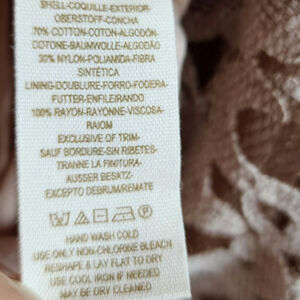 SHELL-COQUILLE-EXTERIOR-
OBERSTOFF-CONCHA
70% COTTON-COTON-ALGODÓN
COTONE-BAUMWOLLE-ALGODÃO
30% NYLON-POLIAMIDA-FIBRA
SINTÉTICA
LINING-DOUBLURE-FORRO-FODERA-
FUTTER-ENFILEIRANDO
100% RAYON-RAYONNE-VISCOSA-
RAIOM
EXCLUSIVE OF TRIM-
SAUF BORDURE-SIN RIBETES-
TRANNE LA FINITURA-
AUSSER BESATZ-
EXCEPTO DEBRUM/REMATE
HAND WASH COLD
USE ONLY NON-CHLORINE BLEACH
RESHAPE & LAY FLAT TO DRY
USE COOL IRON IF NEEDED
MAY BE DRY CLEANED